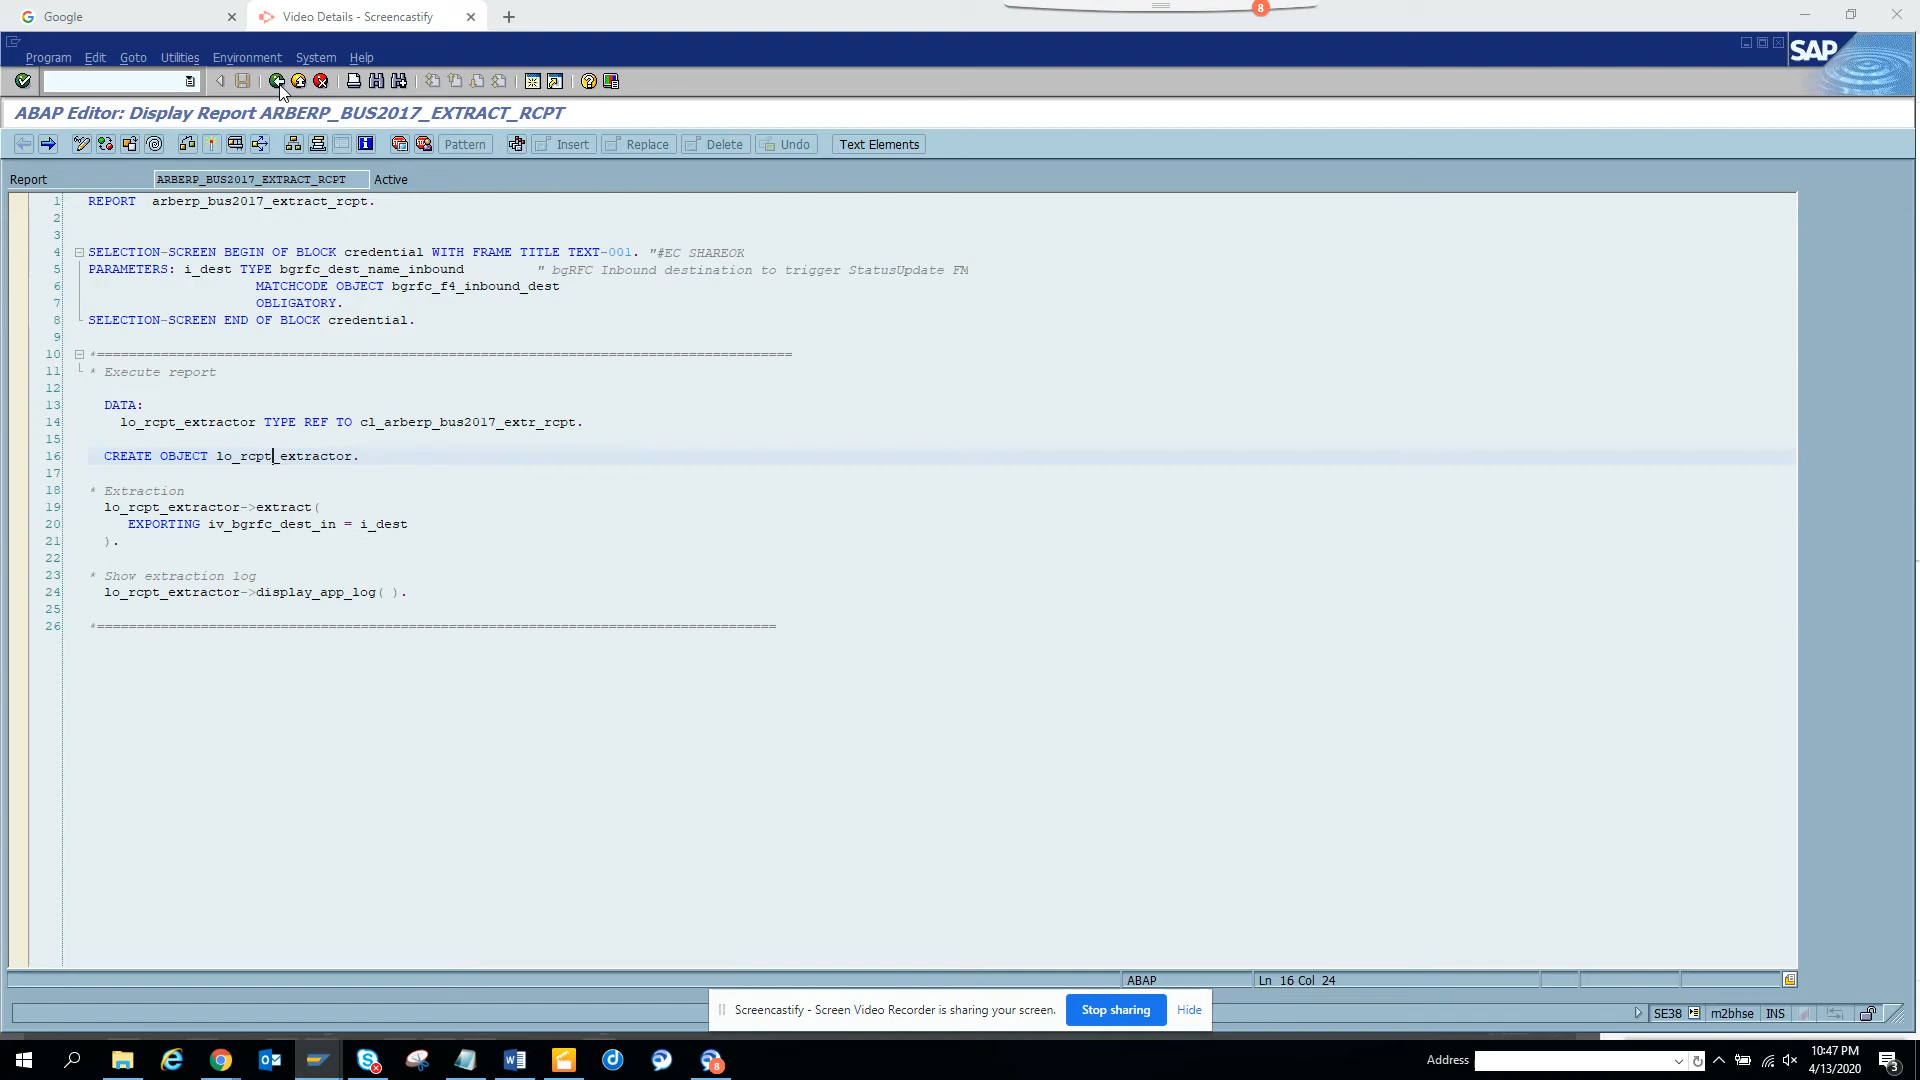 Google
Video Details - Screencastify
8
Program Edit Goto Utilities Environment System Help
SAP
ABAP Editor: Display Report ARBERP_BUS2017_EXTRACT_RCPT
Pattern Insert Replace Delete Undo Text Elements
Report ARBERP_BUS2017_EXTRACT_RCPT Active
1 REPORT arberp_bus2017_extract_rcpt.
2
3
4 SELECTION-SCREEN BEGIN OF BLOCK credential WITH FRAME TITLE TEXT-001. "#EC SHAREOK
5 PARAMETERS: i_dest TYPE bgrfc_dest_name_inbound " bgRFC Inbound destination to trigger StatusUpdate FM
6 MATCHCODE OBJECT bgrfc_f4_inbound_dest
7 OBLIGATORY.
8 SELECTION-SCREEN END OF BLOCK credential.
9
10 *=======================================================================================
11 * Execute report
12
13 DATA:
14 lo_rcpt_extractor TYPE REF TO cl_arberp_bus2017_extr_rcpt.
15
16 CREATE OBJECT lo_rcpt_extractor.
17
18 * Extraction
19 lo_rcpt_extractor->extract(
20 EXPORTING iv_bgrfc_dest_in = i_dest
21 ).
22
23 * Show extraction log
24 lo_rcpt_extractor->display_app_log( ).
25
26 *=====================================================================================
ABAP Ln 16 Col 24
Screencastify - Screen Video Recorder is sharing your screen. Stop sharing Hide
SE38 m2bhse INS
8
Address
10:47 PM
4/13/2020
3